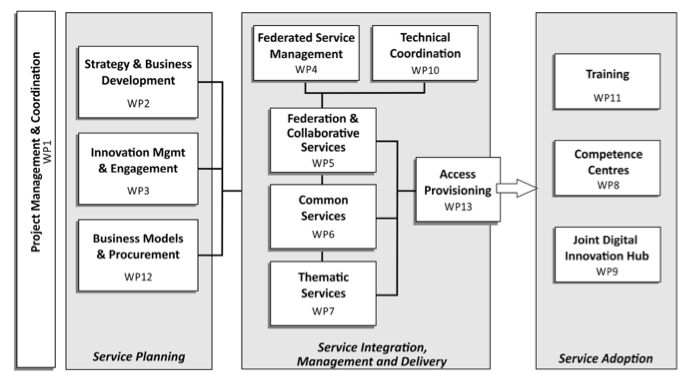 Project Management & Coordination
WP1
Strategy & Business
Development
WP2
Innovation Mgmt
& Engagement
WP3
Business Models
& Procurement
WP12
Service Planning
Federated Service
Management
WP4
Technical
Coordination
WP10
Federation &
Collaborative
Services
WP5
Common
Services
WP6
Thematic
Services
WP7
Access
Provisioning
WP13
Service Integration,
Management and Delivery
Training
WP11
Competence
Centres
WP8
Joint Digital
Innovation Hub
WP9
Service Adoption